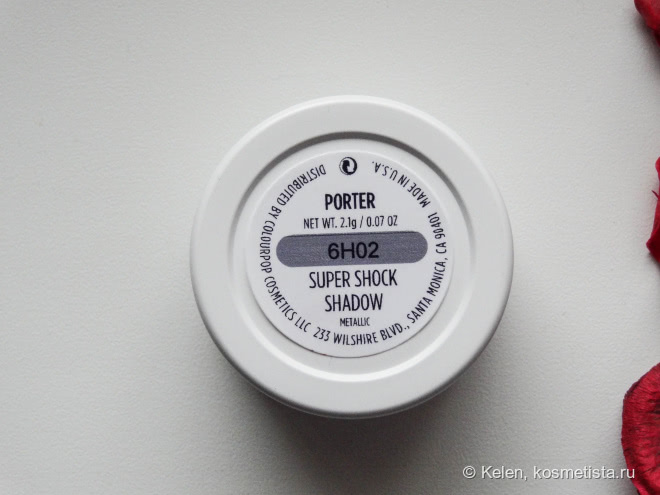 PORTER
NET WT. 2.1g / 0.07 OZ
6H02
SUPER SHOCK
SHADOW
METALLIC
DISTRIBUTED BY COLOURPOP COSMETICS LLC 233 WILSHIRE BLVD., SANTA MONICA, CA 90401 MADE IN U.S.A.
© Kelen, kosmetista.ru